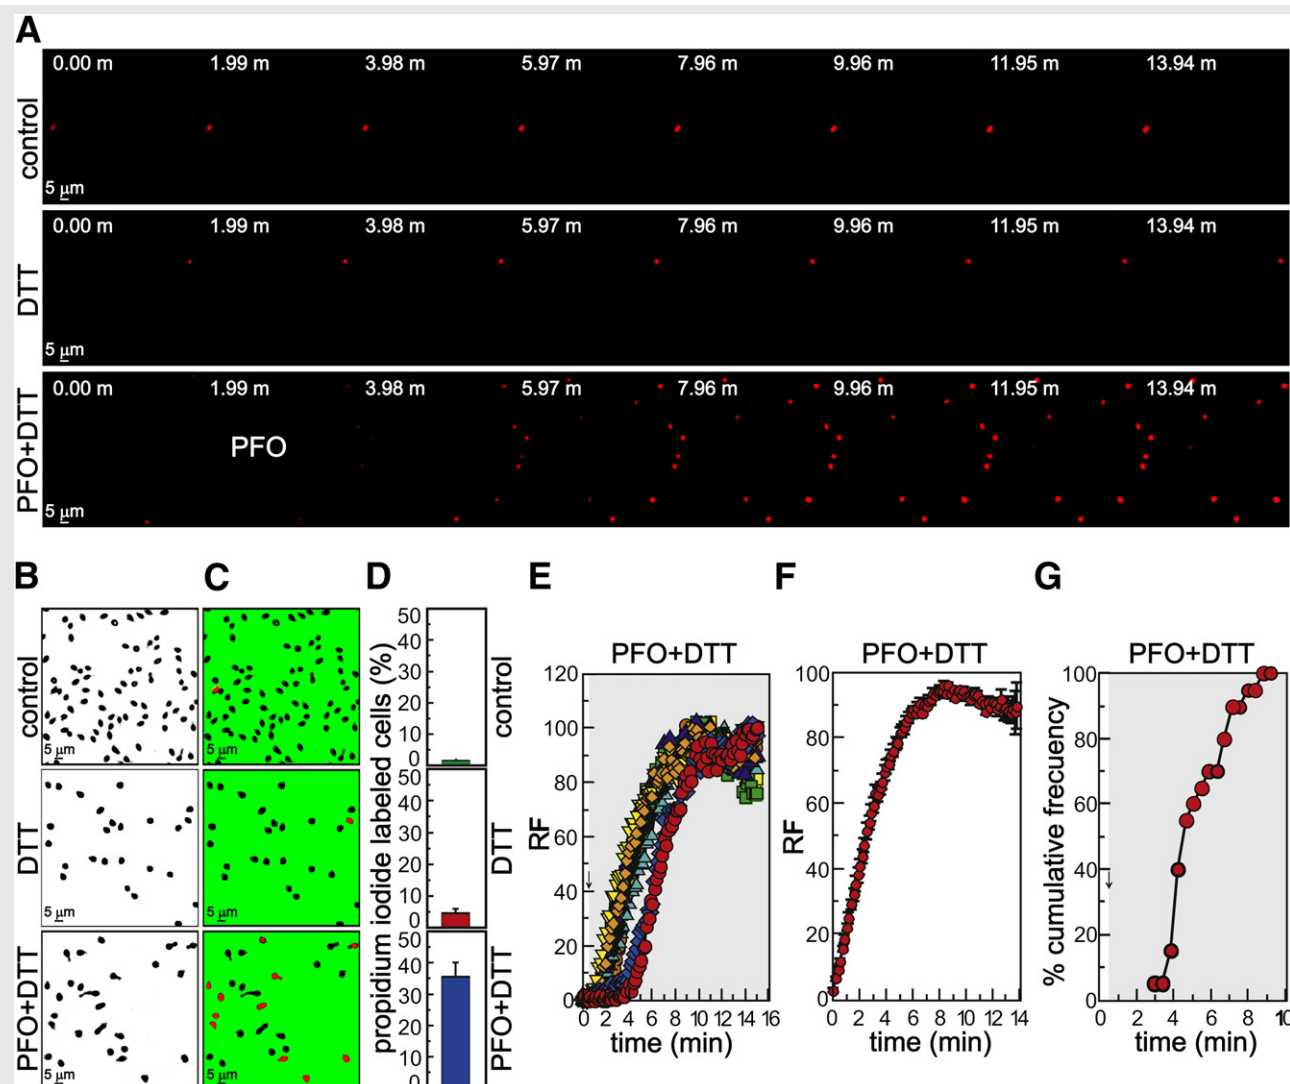 A
0.00 m 1.99 m 3.98 m 5.97 m 7.96 m 9.96 m 11.95 m 13.94 m
control
5 µm
0.00 m 1.99 m 3.98 m 5.97 m 7.96 m 9.96 m 11.95 m 13.94 m
DTT
5 µm
0.00 m 1.99 m 3.98 m 5.97 m 7.96 m 9.96 m 11.95 m 13.94 m
PFO+DTT
PFO
5 µm
B C D E F G
control
5 µm
5 µm
DTT
5 µm
5 µm
PFO+DTT
5 µm
5 µm
propidium iodide labeled cells (%)
50
40
30
20
10
0
control
50
40
30
20
10
0
DTT
50
40
30
20
10
0
PFO+DTT
PFO+DTT
RF
120
100
80
60
40
20
0
0 2 4 6 8 10 12 14 16
time (min)
PFO+DTT
RF
100
80
60
40
20
0
0 2 4 6 8 10 12 14
time (min)
PFO+DTT
% cumulative frecuency
100
80
60
40
20
0
0 2 4 6 8 10
time (min)